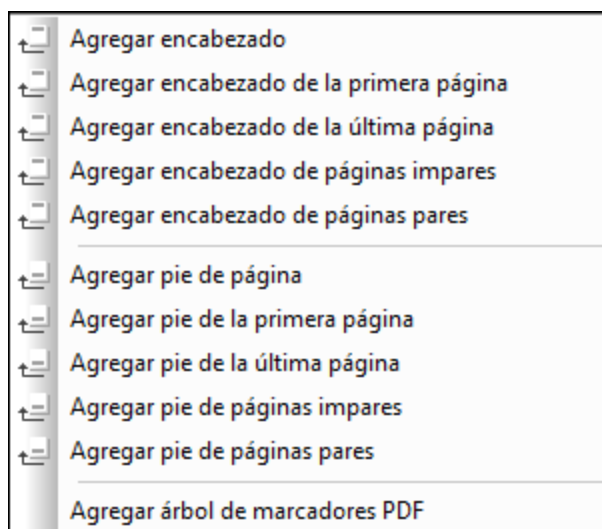 Agregar encabezado
Agregar encabezado de la primera página
Agregar encabezado de la última página
Agregar encabezado de páginas impares
Agregar encabezado de páginas pares
Agregar pie de página
Agregar pie de la primera página
Agregar pie de la última página
Agregar pie de páginas impares
Agregar pie de páginas pares
Agregar árbol de marcadores PDF